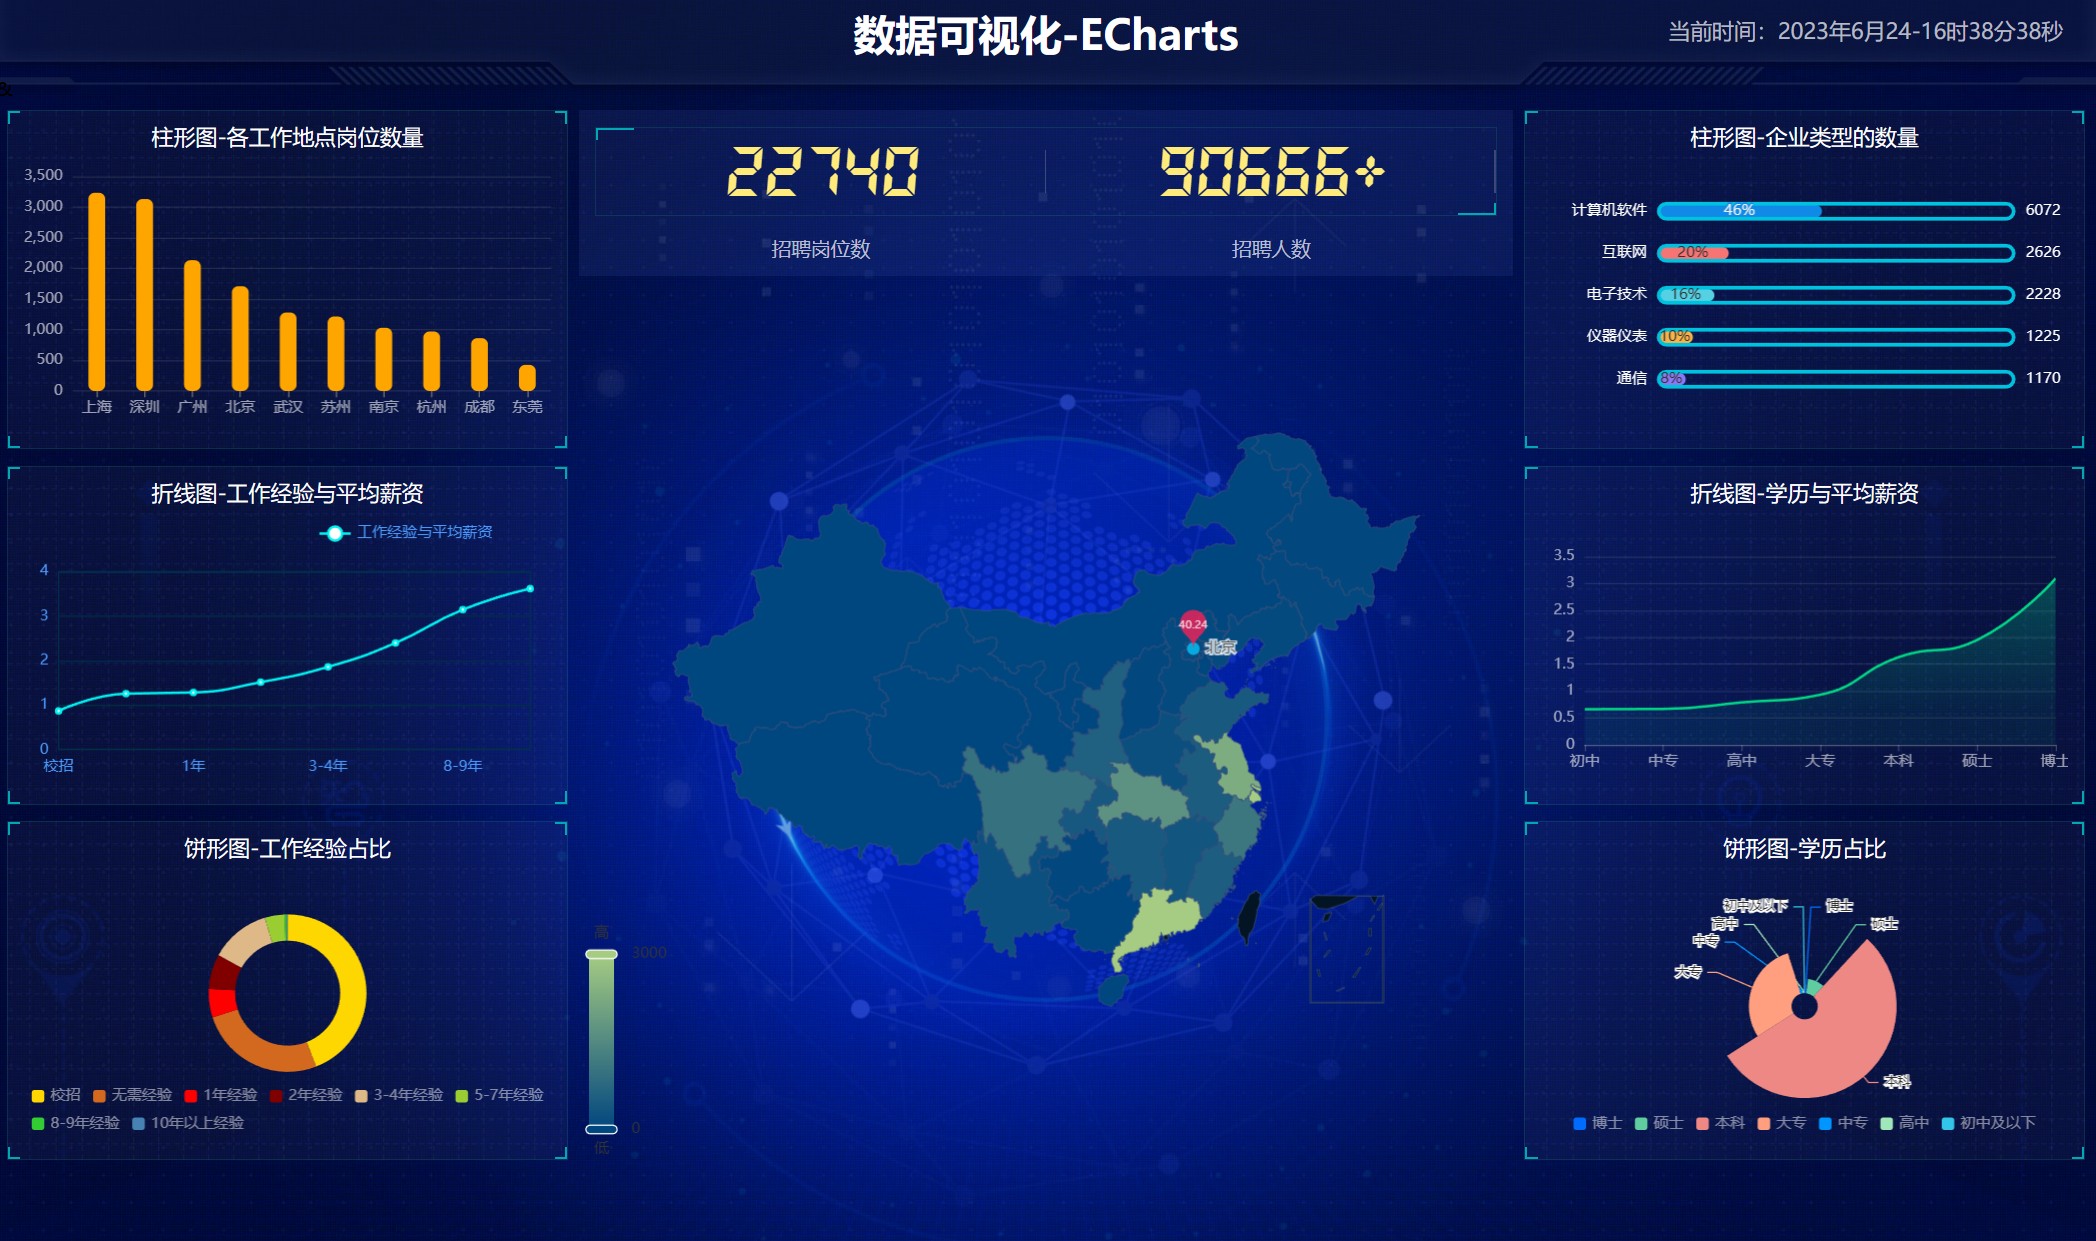 数据可视化-ECharts
当前时间：2023年6月24-16时38分38秒
&
柱形图-各工作地点岗位数量
3,500
3,000
2,500
2,000
1,500
1,000
500
0
上海 深圳 广州 北京 武汉 苏州 南京 杭州 成都 东莞
折线图-工作经验与平均薪资
工作经验与平均薪资
4
3
2
1
0
校招 1年 3-4年 8-9年
饼形图-工作经验占比
校招 无需经验 1年经验 2年经验 3-4年经验 5-7年经验
8-9年经验 10年以上经验
22740 90666+
招聘岗位数 招聘人数
40.24
北京
高
3000
0
低
柱形图-企业类型的数量
计算机软件 46% 6072
互联网 20% 2626
电子技术 16% 2228
仪器仪表 10% 1225
通信 8% 1170
折线图-学历与平均薪资
3.5
3
2.5
2
1.5
1
0.5
0
初中 中专 高中 大专 本科 硕士 博士
饼形图-学历占比
初中及以下 博士
高中 硕士
中专
大专
本科
博士 硕士 本科 大专 中专 高中 初中及以下